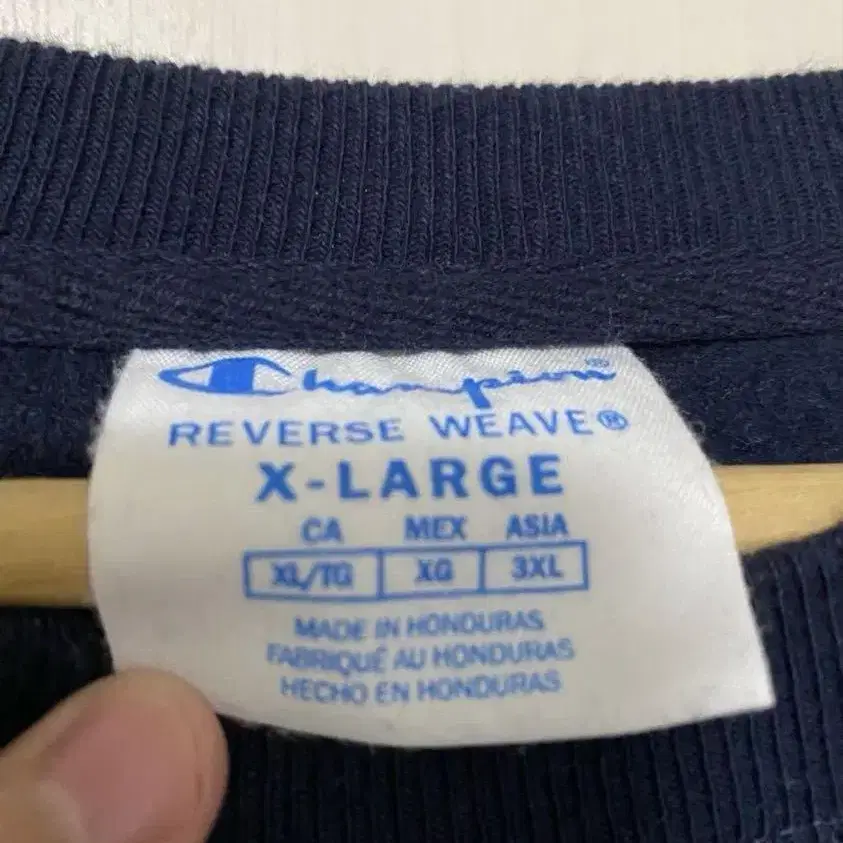 Champion®
REVERSE WEAVE®
X-LARGE
CA MEX ASIA
XL/TG XG 3XL
MADE IN HONDURAS
FABRIQUÉ AU HONDURAS
HECHO EN HONDURAS